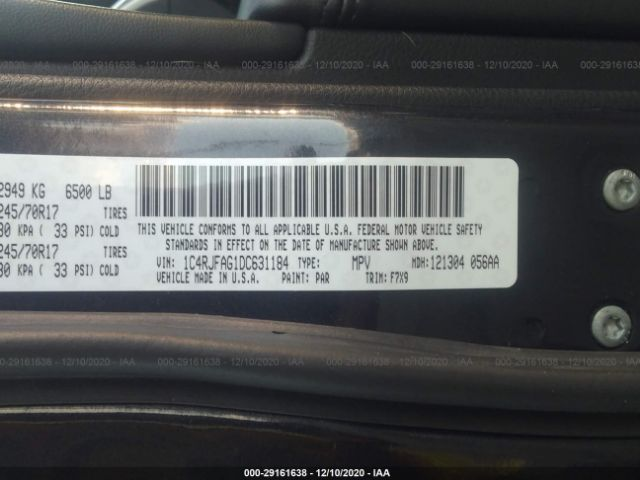 000-29161638 - 12/10/2020 - IAA
000-29161638 - 12/10/2020 - IAA
2949 KG 6500 LB
245/70R17 TIRES
30 KPA ( 33 PSI) COLD
245/70R17 TIRES
30 KPA ( 33 PSI) COLD
THIS VEHICLE CONFORMS TO ALL APPLICABLE U.S.A. FEDERAL MOTOR VEHICLE SAFETY
STANDARDS IN EFFECT ON THE DATE OF MANUFACTURE SHOWN ABOVE.
VIN: 1C4RJFAG1DC631184 TYPE: MPV MDH: 121304 056AA
VEHICLE MADE IN U.S.A. PAINT: PAR TRIM: F7X9
000-29161638 - 12/10/2020 - IAA
000-29161638 - 12/10/2020 - IAA
000-29161638 - 12/10/2020 - IAA